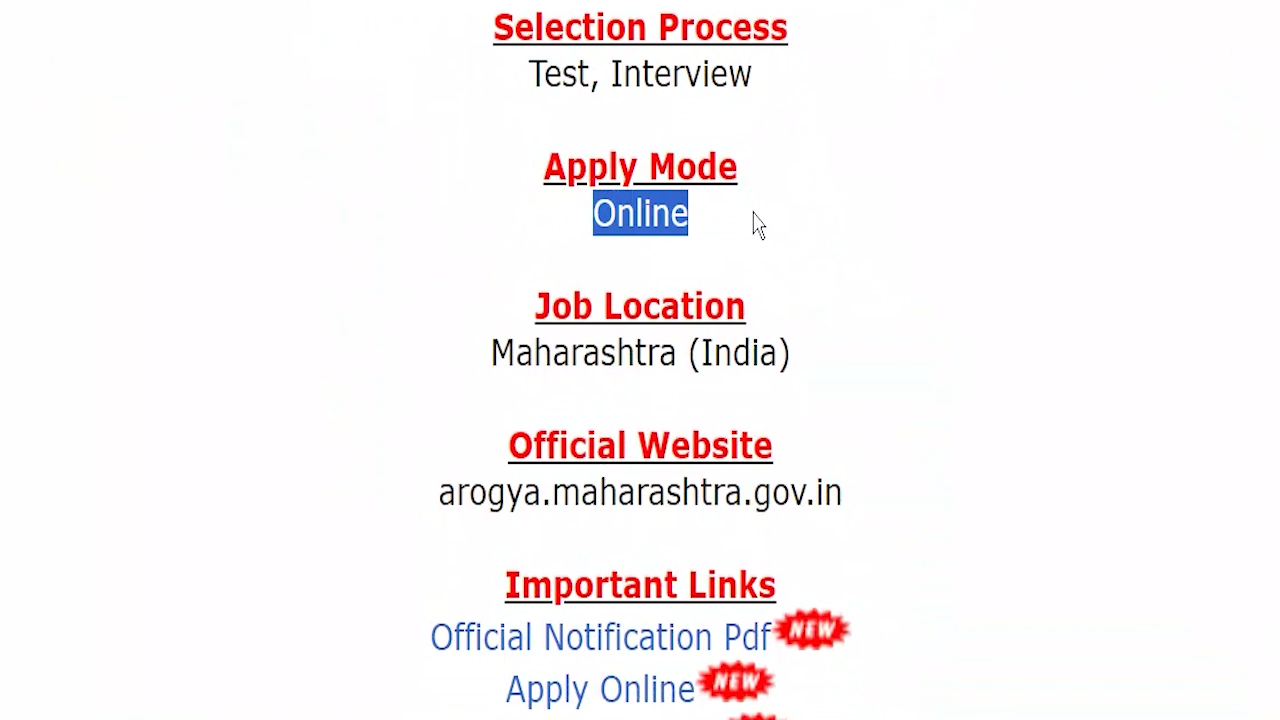 Selection Process
Test, Interview
Apply Mode
Online
Job Location
Maharashtra (India)
Official Website
arogya.maharashtra.gov.in
Important Links
Official Notification Pdf NEW
Apply Online NEW